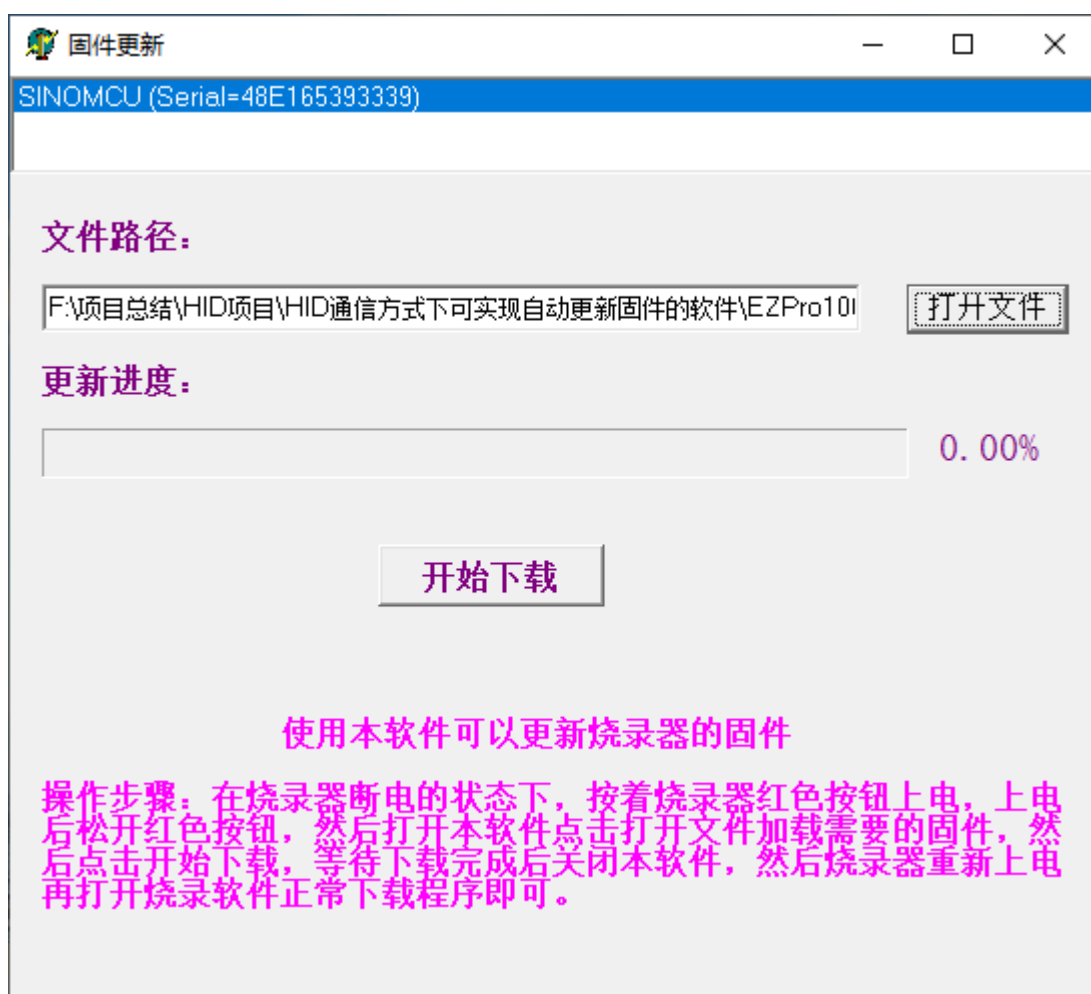 固件更新
SINOMCU (Serial=48E165393339)
文件路径：
F:\项目总结\HID项目\HID通信方式下可实现自动更新固件的软件\EZPro10
打开文件
更新进度：
0.00%
开始下载
使用本软件可以更新烧录器的固件
操作步骤：在烧录器断电的状态下，按着烧录器红色按钮上电，上电
后松开红色按钮，然后打开本软件点击打开文件加载需要的固件，然
后点击开始下载，等待下载完成后关闭本软件，然后烧录器重新上电
再打开烧录软件正常下载程序即可。